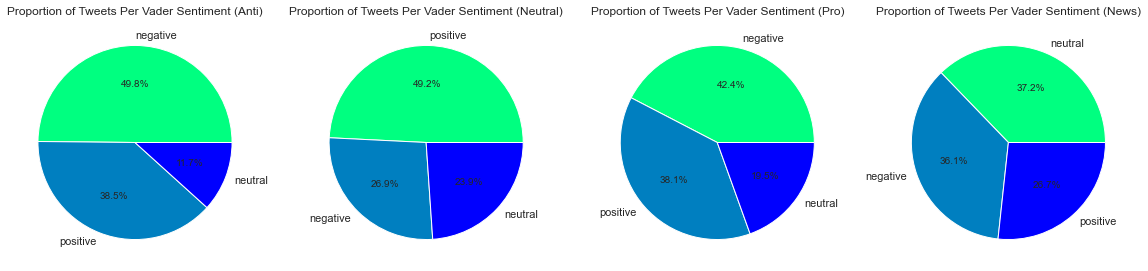 Proportion of Tweets Per Vader Sentiment (Anti)
negative
49.8%
38.5%
neutral
positive
Proportion of Tweets Per Vader Sentiment (Neutral)
positive
49.2%
26.9%
negative
neutral
Proportion of Tweets Per Vader Sentiment (Pro)
negative
42.4%
38.1%
positive
neutral
Proportion of Tweets Per Vader Sentiment (News)
neutral
37.2%
36.1%
negative
positive